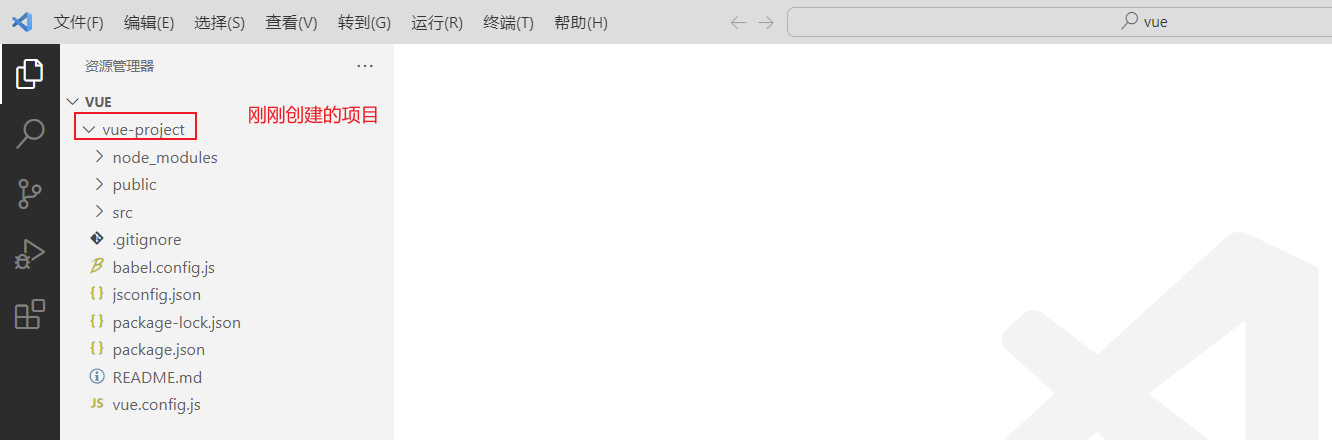 文件(F) 编辑(E) 选择(S) 查看(V) 转到(G) 运行(R) 终端(T) 帮助(H) vue
资源管理器 ···
VUE
刚刚创建的项目
vue-project
node_modules
public
src
.gitignore
babel.config.js
jsconfig.json
package-lock.json
package.json
README.md
JS vue.config.js